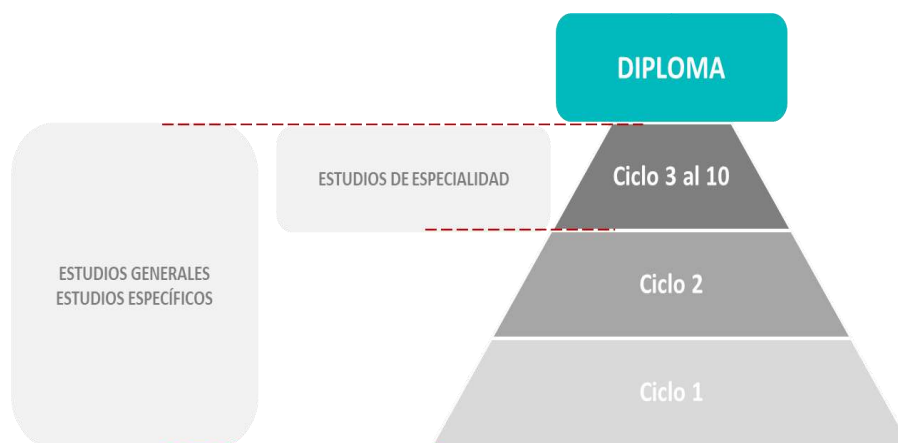 DIPLOMA
ESTUDIOS DE ESPECIALIDAD
Ciclo 3 al 10
ESTUDIOS GENERALES
ESTUDIOS ESPECÍFICOS
Ciclo 2
Ciclo 1